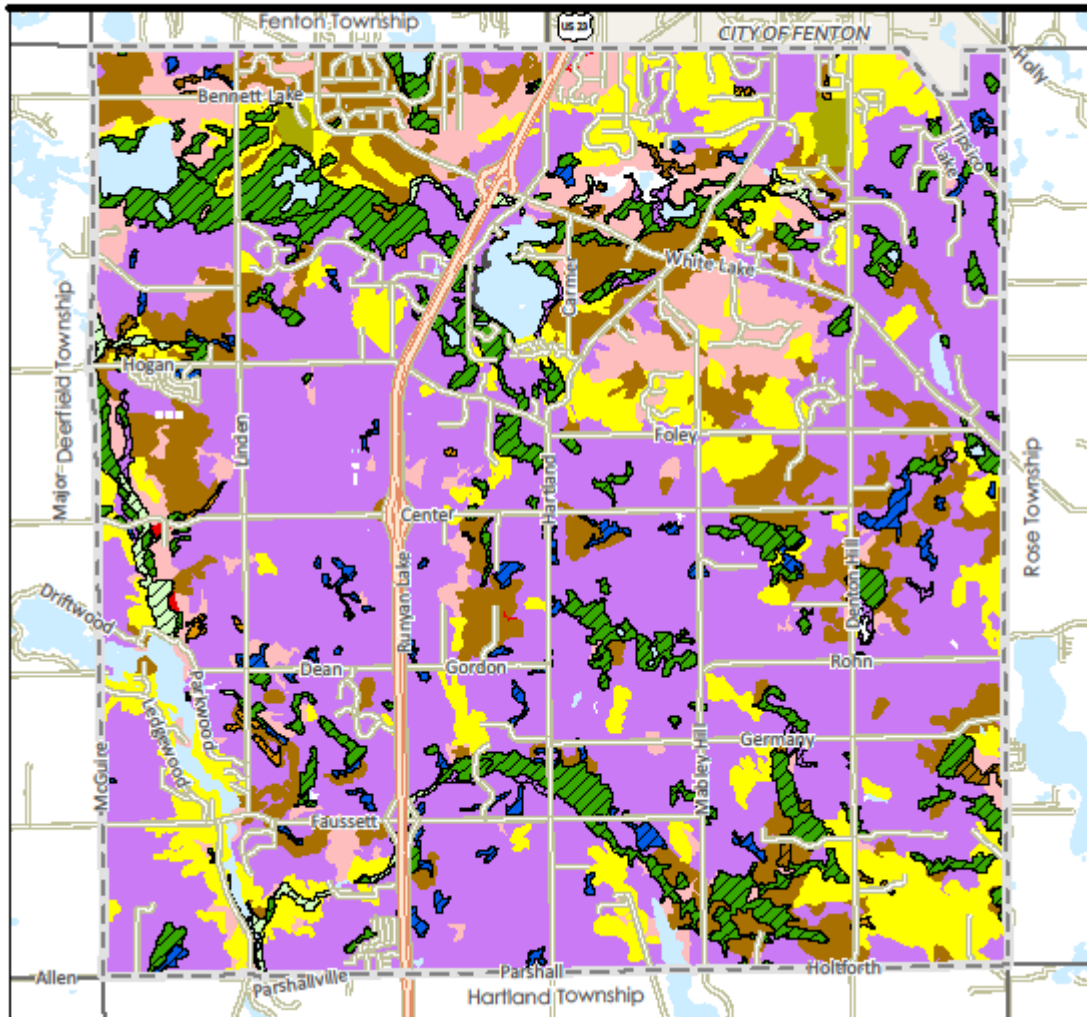 Fenton Township
US 23
CITY OF FENTON
Holly
Bennett Lake
Tipsico
Lake
White Lake
Carmer
Major-Deerfield Township
Hogan
Linden
Foley
Hartland
Rose Township
Center
Runyan Lake
Denton Hill
Driftwood
Dean
Gordon
Rohn
Parkwood
Ledgewood
McGuire
Mabley Hill
Germany
Faussett
Allen
Parshallville
Parshall
Holtforth
Hartland Township